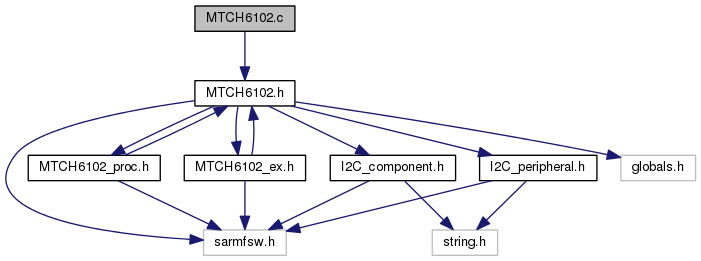 MTCH6102.c
MTCH6102.h
MTCH6102_proc.h
MTCH6102_ex.h
I2C_component.h
I2C_peripheral.h
globals.h
sarmfsw.h
string.h